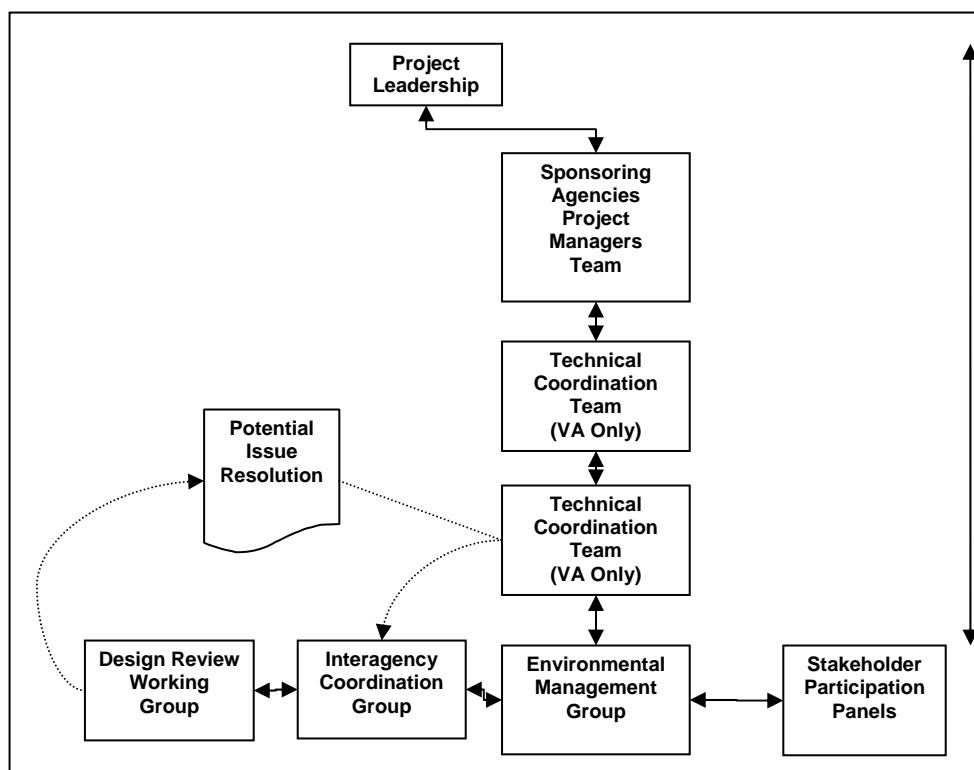 Project
Leadership
Sponsoring
Agencies
Project
Managers
Team
Technical
Coordination
Team
(VA Only)
Potential
Issue
Resolution
Technical
Coordination
Team
(VA Only)
Design Review
Working
Group
Interagency
Coordination
Group
Environmental
Management
Group
Stakeholder
Participation
Panels